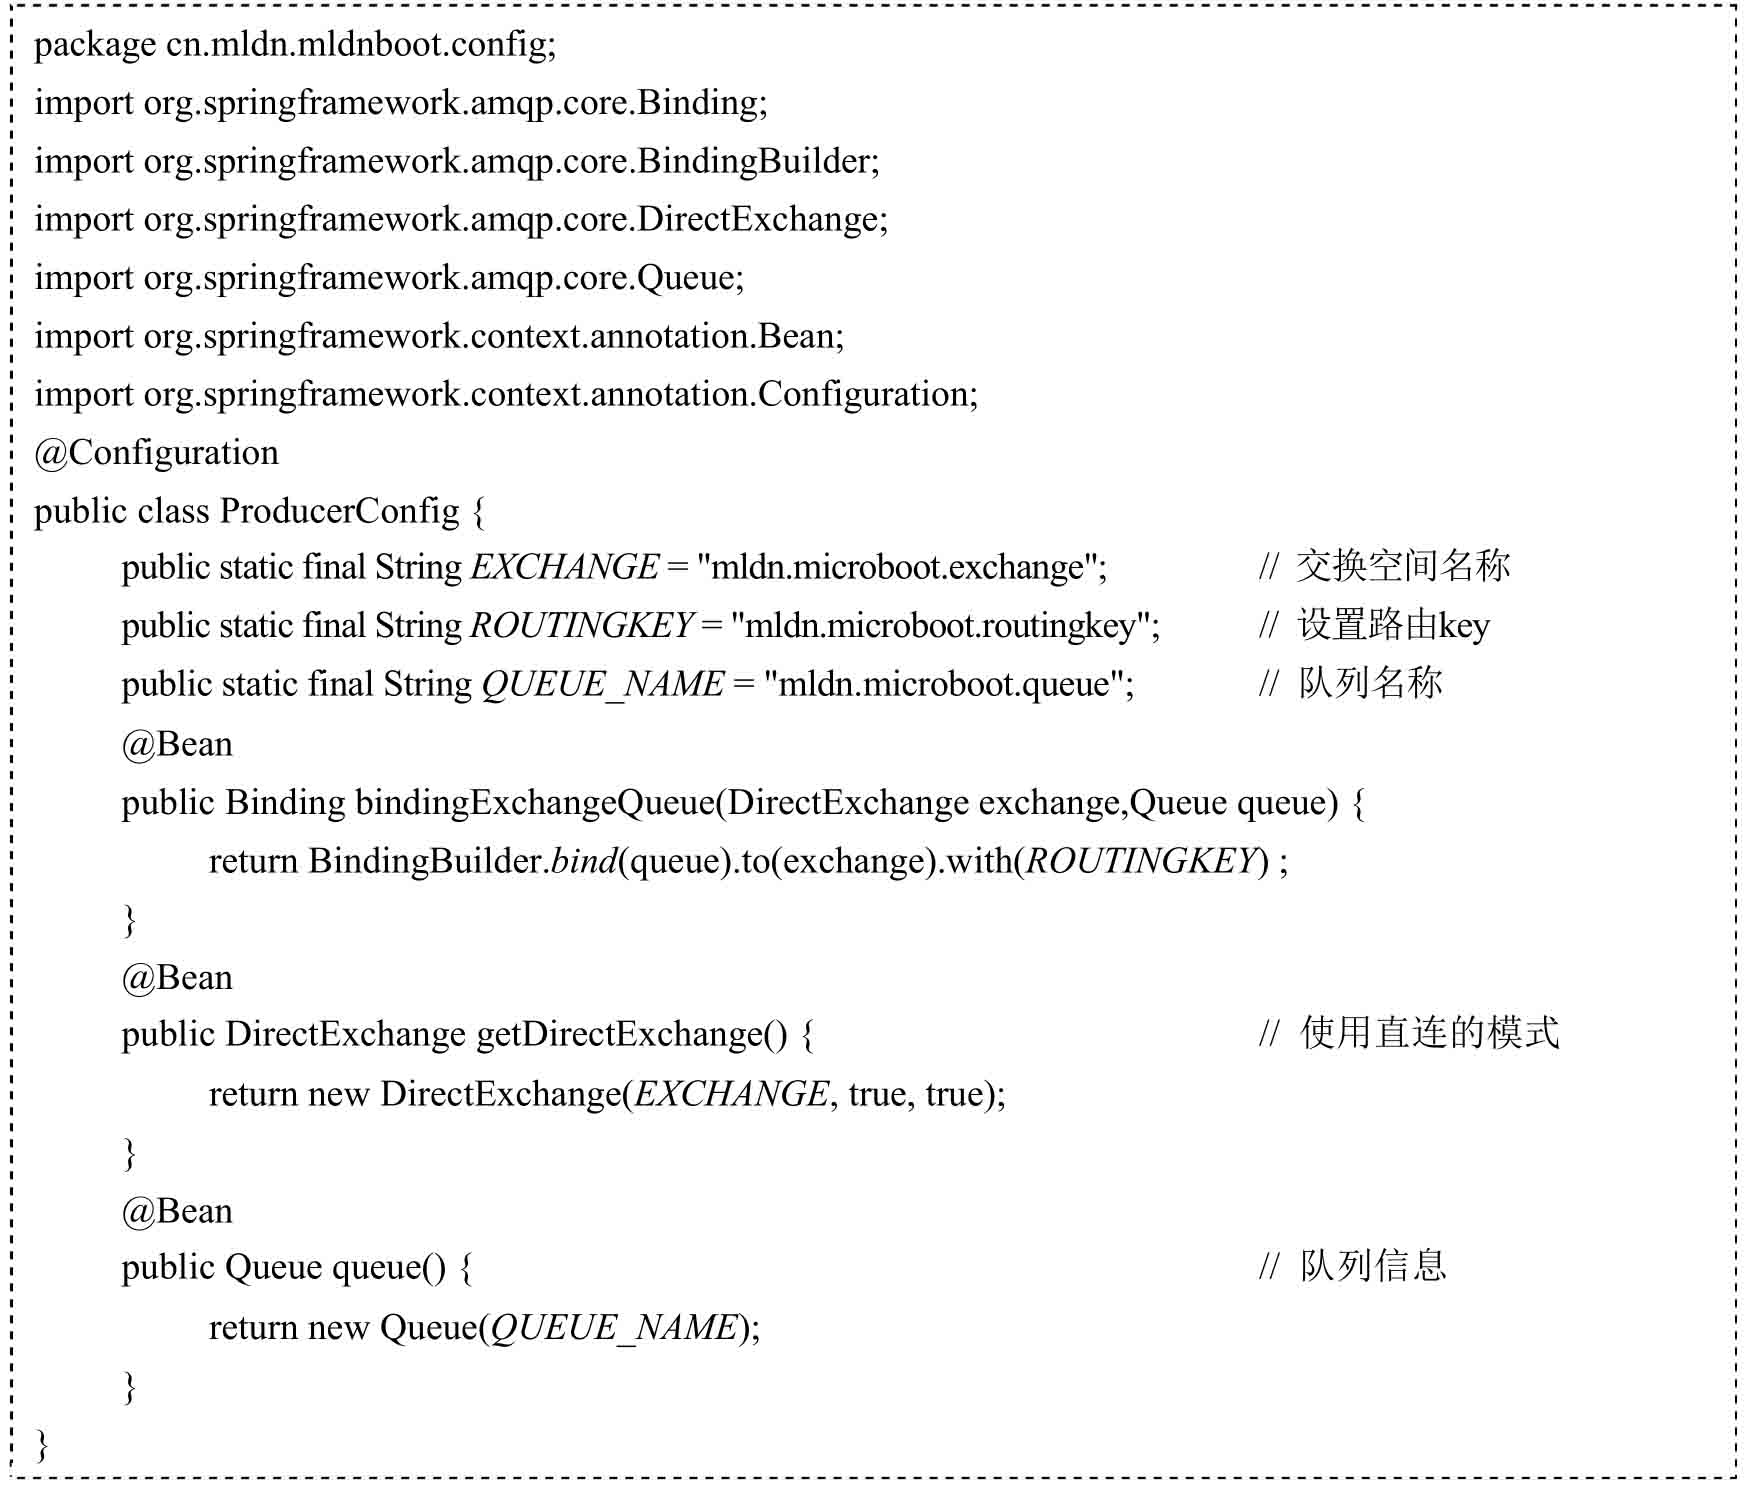 package cn.mldn.mldnboot.config;
import org.springframework.amqp.core.Binding;
import org.springframework.amqp.core.BindingBuilder;
import org.springframework.amqp.core.DirectExchange;
import org.springframework.amqp.core.Queue;
import org.springframework.context.annotation.Bean;
import org.springframework.context.annotation.Configuration;
@Configuration
public class ProducerConfig {
public static final String EXCHANGE = "mldn.microboot.exchange"; // 交换空间名称
public static final String ROUTINGKEY = "mldn.microboot.routingkey"; // 设置路由key
public static final String QUEUE_NAME = "mldn.microboot.queue"; // 队列名称
@Bean
public Binding bindingExchangeQueue(DirectExchange exchange,Queue queue) {
return BindingBuilder.bind(queue).to(exchange).with(ROUTINGKEY) ;
}
@Bean
public DirectExchange getDirectExchange() { // 使用直连的模式
return new DirectExchange(EXCHANGE, true, true);
}
@Bean
public Queue queue() { // 队列信息
return new Queue(QUEUE_NAME);
}
}